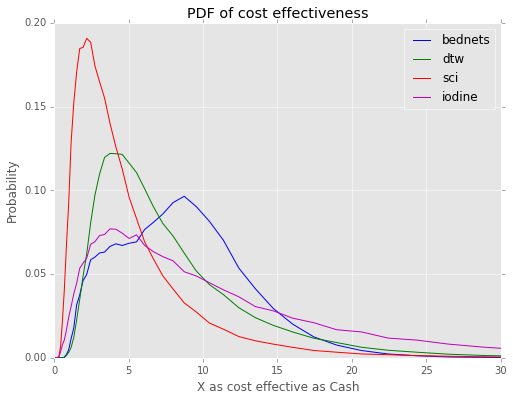 PDF of cost effectiveness
0.20
0.15
0.10
0.05
0.00
Probability
bednets
dtw
sci
iodine
0 5 10 15 20 25 30
X as cost effective as Cash